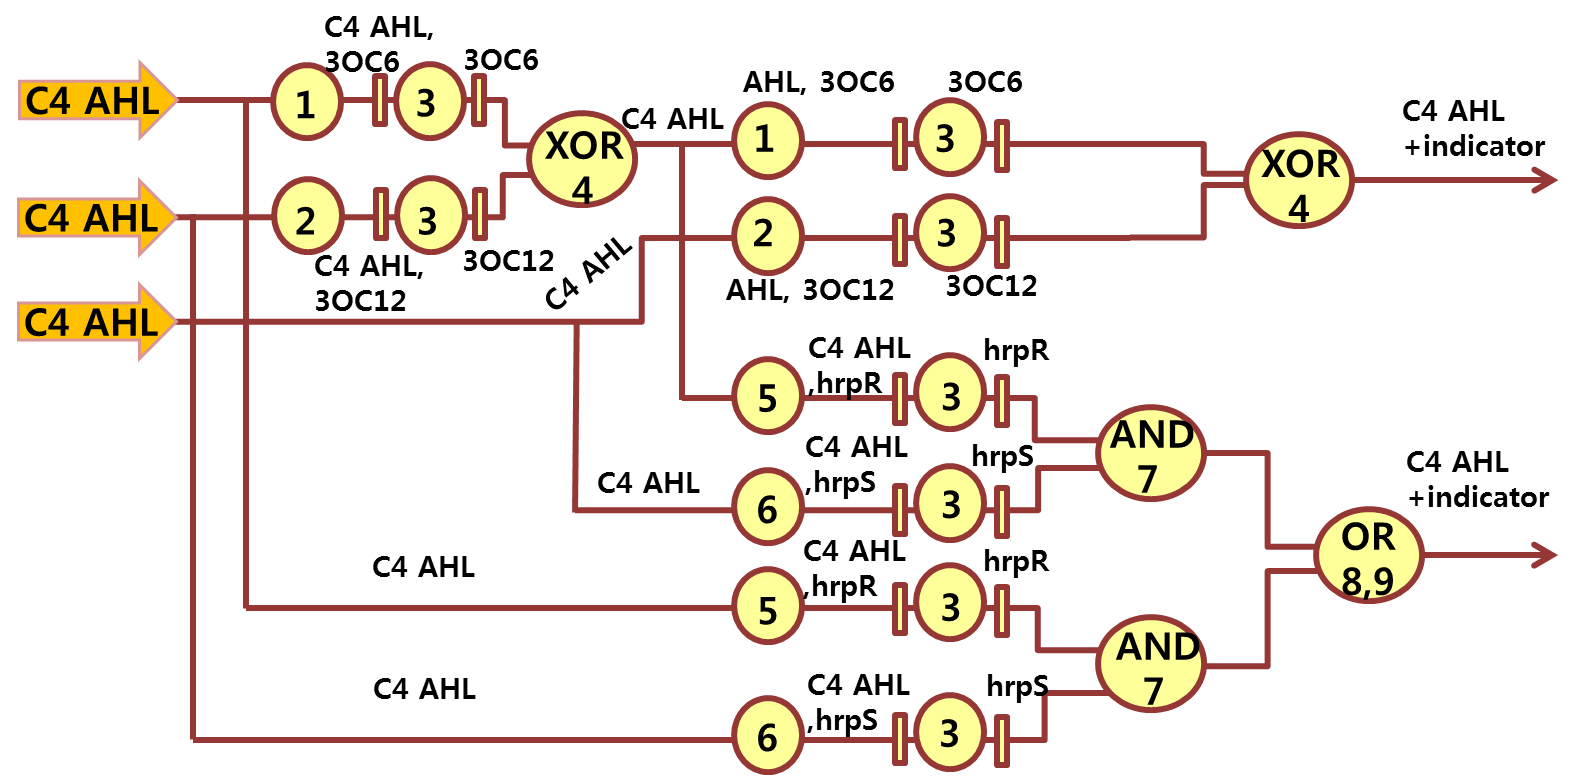 C4 AHL
C4 AHL
C4 AHL
1
C4 AHL,
3OC6
3
3OC6
2
C4 AHL,
3OC12
3
3OC12
XOR
4
C4 AHL
C4 AHL
AHL, 3OC6
1
3
3OC6
2
AHL, 3OC12
3
3OC12
XOR
4
C4 AHL
+indicator
5
C4 AHL
,hrpR
3
hrpR
C4 AHL
6
C4 AHL
,hrpS
3
hrpS
AND
7
C4 AHL
5
C4 AHL
,hrpR
3
hrpR
C4 AHL
6
C4 AHL
,hrpS
3
hrpS
AND
7
OR
8,9
C4 AHL
+indicator